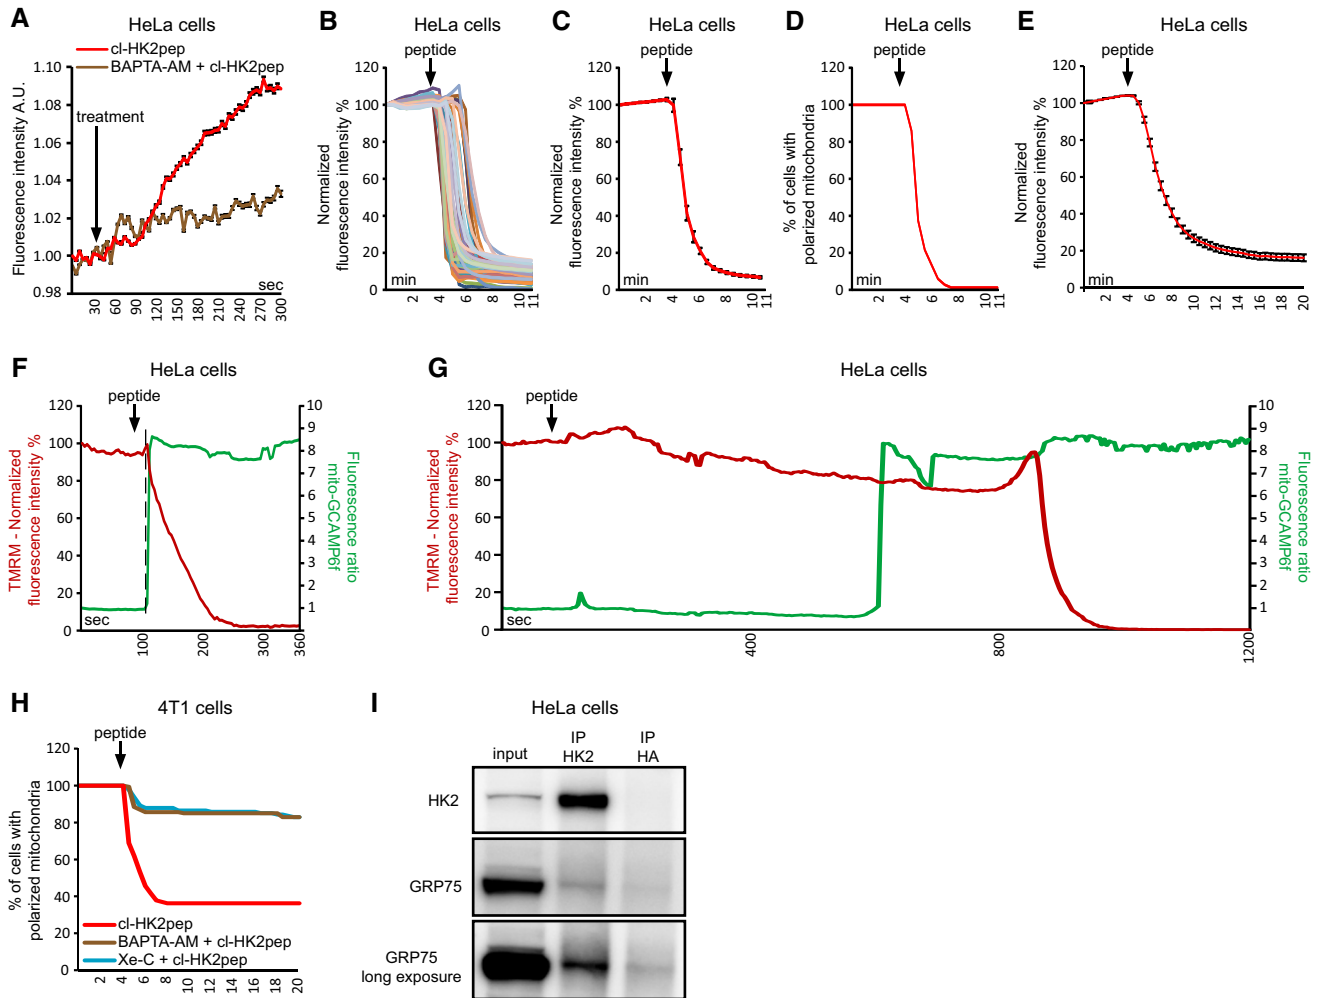 A
HeLa cells
cl-HK2pep
BAPTA-AM + cl-HK2pep
Fluorescence intensity A.U.
1.10
1.08
1.06
1.04
1.02
1.00
0.98
treatment
sec
30 60 90 120 150 180 210 240 270 300
B
HeLa cells
peptide
Normalized
fluorescence intensity %
120
100
80
60
40
20
0
min
2 4 6 8 10 11
C
HeLa cells
peptide
Normalized
fluorescence intensity %
120
100
80
60
40
20
0
min
2 4 6 8 10 11
D
HeLa cells
peptide
% of cells with
polarized mitochondria
120
100
80
60
40
20
0
min
2 4 6 8 10 11
E
HeLa cells
peptide
Normalized
fluorescence intensity %
120
100
80
60
40
20
0
min
2 4 6 8 10 12 14 16 18 20
F
HeLa cells
peptide
TMRM - Normalized
fluorescence intensity %
120
100
80
60
40
20
0
sec
100 200 300 360
10
9
8
7
6
5
4
3
2
1
Fluorescence ratio
mito-GCAMP6f
G
HeLa cells
peptide
TMRM - Normalized
fluorescence intensity %
120
100
80
60
40
20
0
sec
400 800 1200
10
9
8
7
6
5
4
3
2
1
Fluorescence ratio
mito-GCAMP6f
H
4T1 cells
peptide
% of cells with
polarized mitochondria
120
100
80
60
40
20
0
cl-HK2pep
BAPTA-AM + cl-HK2pep
Xe-C + cl-HK2pep
2 4 6 8 10 12 14 16 18 20
I
HeLa cells
input
IP
HK2
IP
HA
HK2
GRP75
GRP75
long exposure